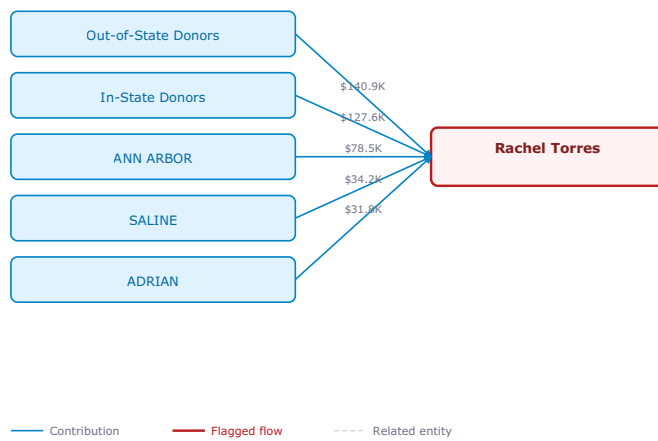 Out-of-State Donors
$140.9K
In-State Donors
$127.6K
Rachel Torres
ANN ARBOR
$78.5K
SALINE
$34.2K
ADRIAN
$31.8K
Contribution
Flagged flow
Related entity